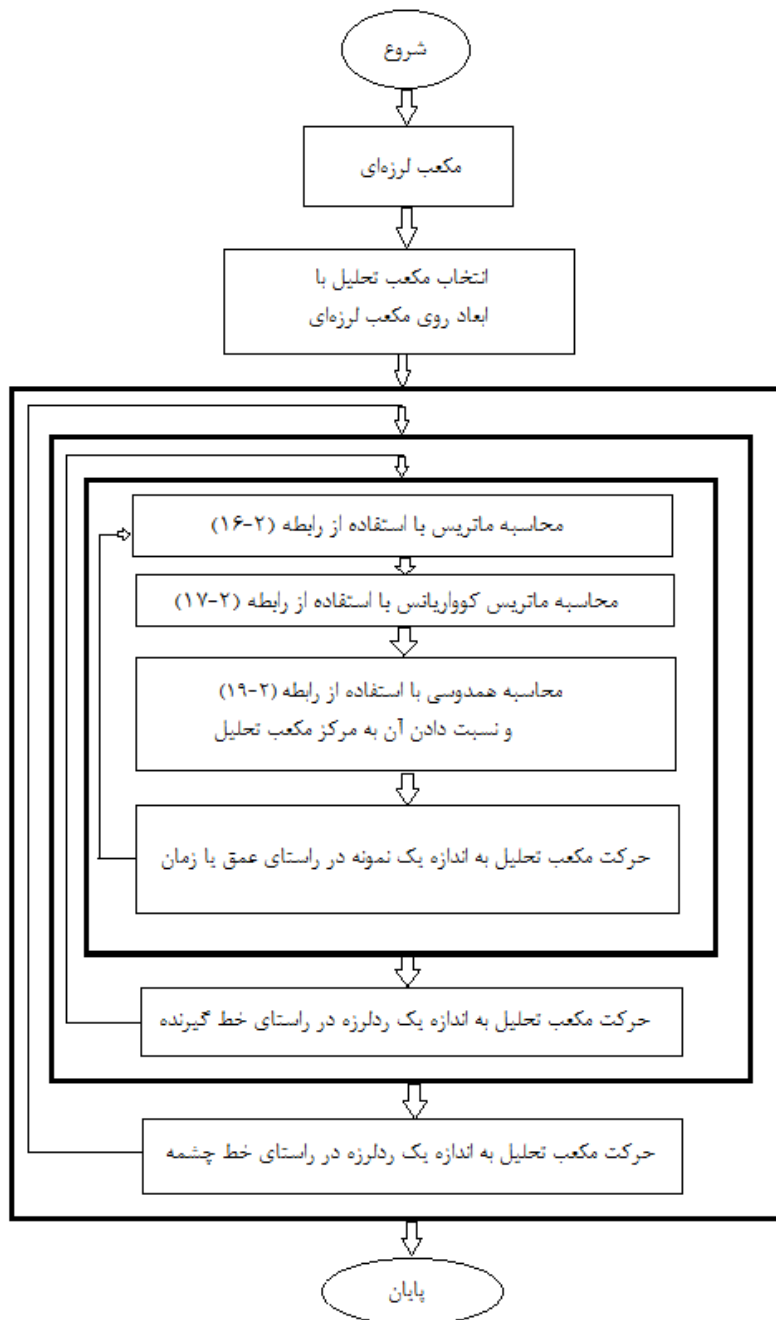 شروع
مکعب لرزه‌ای
انتخاب مکعب تحلیل با
ابعاد روی مکعب لرزه‌ای
محاسبه ماتریس با استفاده از رابطه (۲-۱۶)
محاسبه ماتریس کوواریانس با استفاده از رابطه (۲-۱۷)
محاسبه همدوسی با استفاده از رابطه (۲-۱۹)
و نسبت دادن آن به مرکز مکعب تحلیل
حرکت مکعب تحلیل به اندازه یک نمونه در راستای عمق یا زمان
حرکت مکعب تحلیل به اندازه یک ردلرزه در راستای خط گیرنده
حرکت مکعب تحلیل به اندازه یک ردلرزه در راستای خط چشمه
پایان